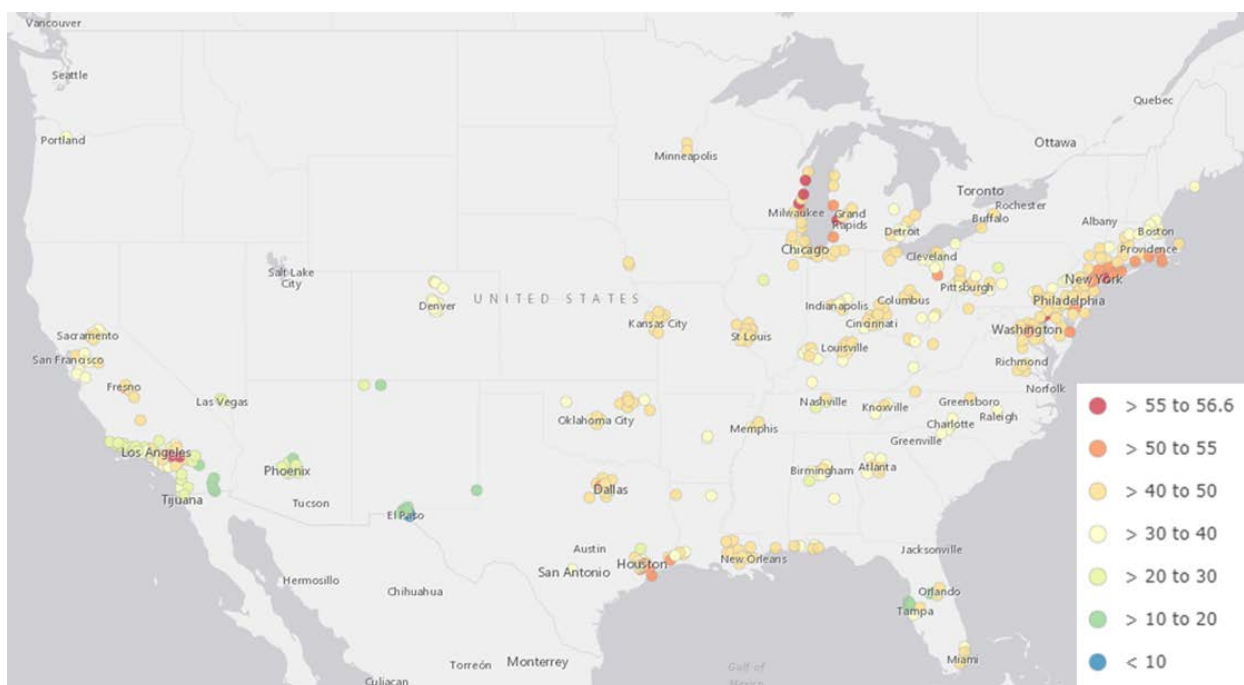 Vancouver
Seattle
Portland
Quebec
Ottawa
Minneapolis
Toronto
Rochester
Buffalo
Albany
Milwaukee
Grand
Rapids
Detroit
Boston
Providence
Chicago
Cleveland
Salt Lake
City
New York
Pittsburgh
UNITED STATES
Denver
Indianapolis
Columbus
Philadelphia
Kansas City
Cincinnati
Washington
Sacramento
St Louis
San Francisco
Louisville
Richmond
Fresno
Norfolk
Las Vegas
Nashville
Knoxville
Greensboro
Raleigh
Oklahoma City
Memphis
Charlotte
Greenville
Los Angeles
Phoenix
Birmingham
Atlanta
Dallas
Tijuana
Tucson
El Paso
Austin
Houston
New Orleans
Jacksonville
San Antonio
Hermosillo
Chihuahua
Orlando
Tampa
Torreón
Monterrey
Miami
Gulf of
Mexico
Culiacan
> 55 to 56.6
> 50 to 55
> 40 to 50
> 30 to 40
> 20 to 30
> 10 to 20
< 10